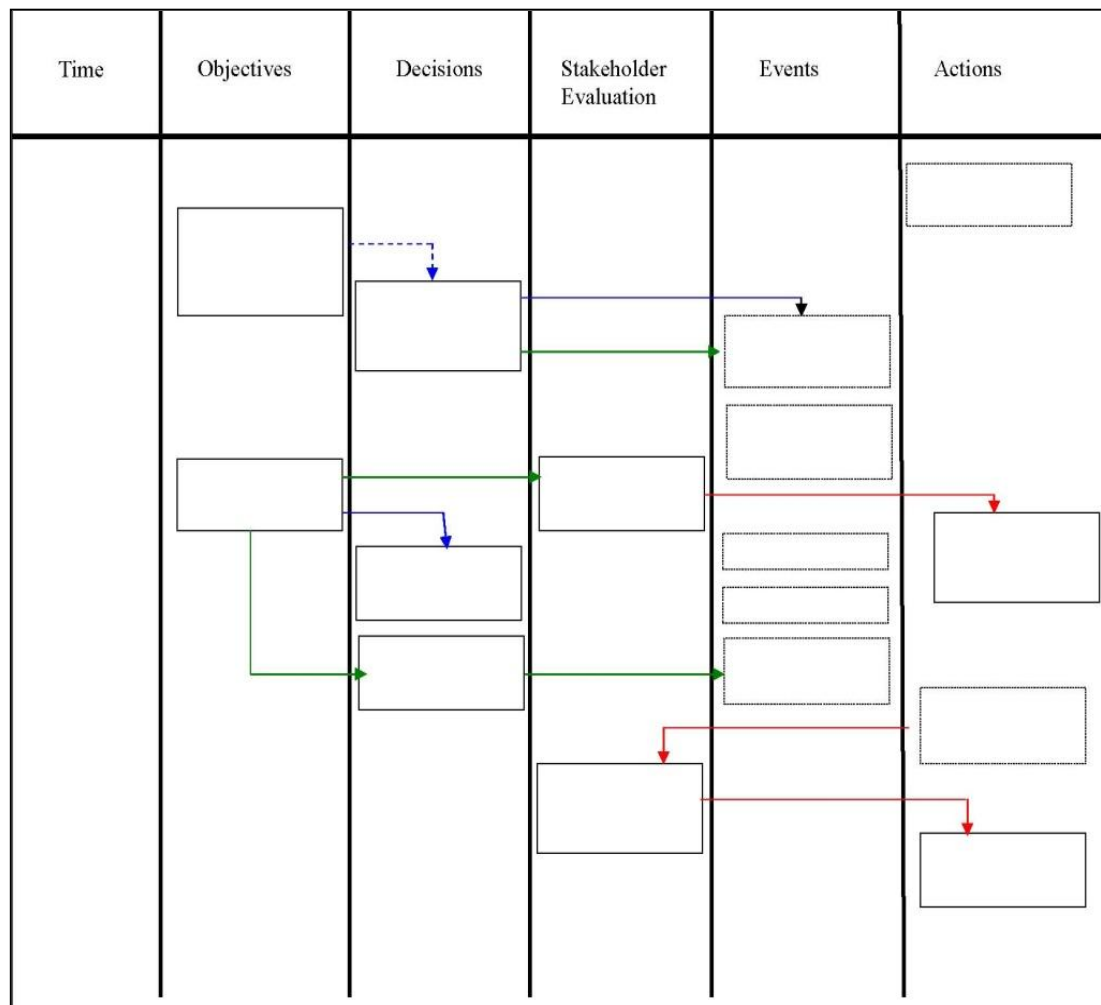 Time
Objectives
Decisions
Stakeholder
Evaluation
Events
Actions